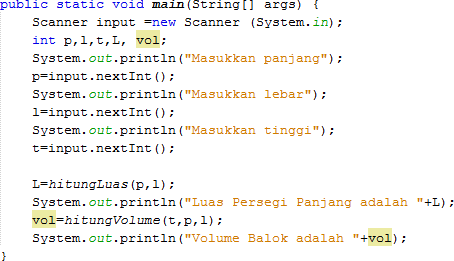 public static void main(String[] args) {
Scanner input =new Scanner (System.in);
int p,l,t,L, vol;
System.out.println("Masukkan panjang");
p=input.nextInt();
System.out.println("Masukkan lebar");
l=input.nextInt();
System.out.println("Masukkan tinggi");
t=input.nextInt();
L=hitungLuas(p,l);
System.out.println("Luas Persegi Panjang adalah "+L);
vol=hitungVolume(t,p,l);
System.out.println("Volume Balok adalah "+vol);
}